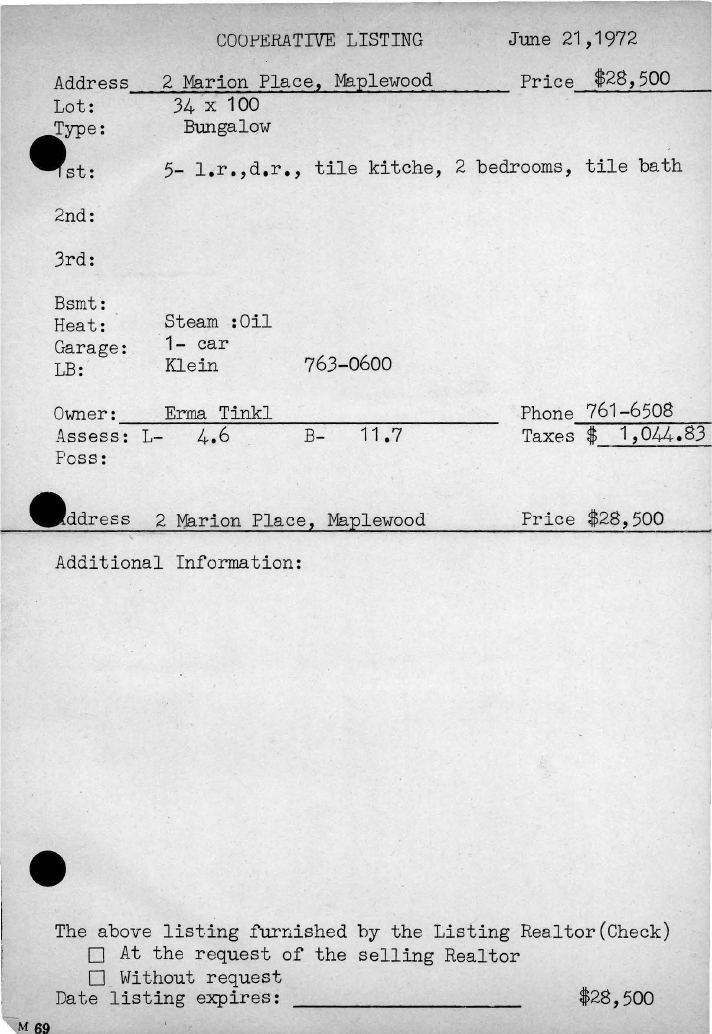 COOPERATIVE LISTING June 21,1972
Address 2 Marion Place, Maplewood Price $28,500
Lot: 34 x 100
Type: Bungalow
1st: 5- l.r.,d.r., tile kitche, 2 bedrooms, tile bath
2nd:
3rd:
Bsmt:
Heat: Steam :Oil
Garage: 1- car
LB: Klein 763-0600
Owner: Erma Tinkl Phone 761-6508
Assess: L- 4.6 B- 11.7 Taxes $ 1,044.83
Poss:
Address 2 Marion Place, Maplewood Price $28,500
Additional Information:
The above listing furnished by the Listing Realtor(Check)
☐ At the request of the selling Realtor
☐ Without request
Date listing expires: $28,500
M 69